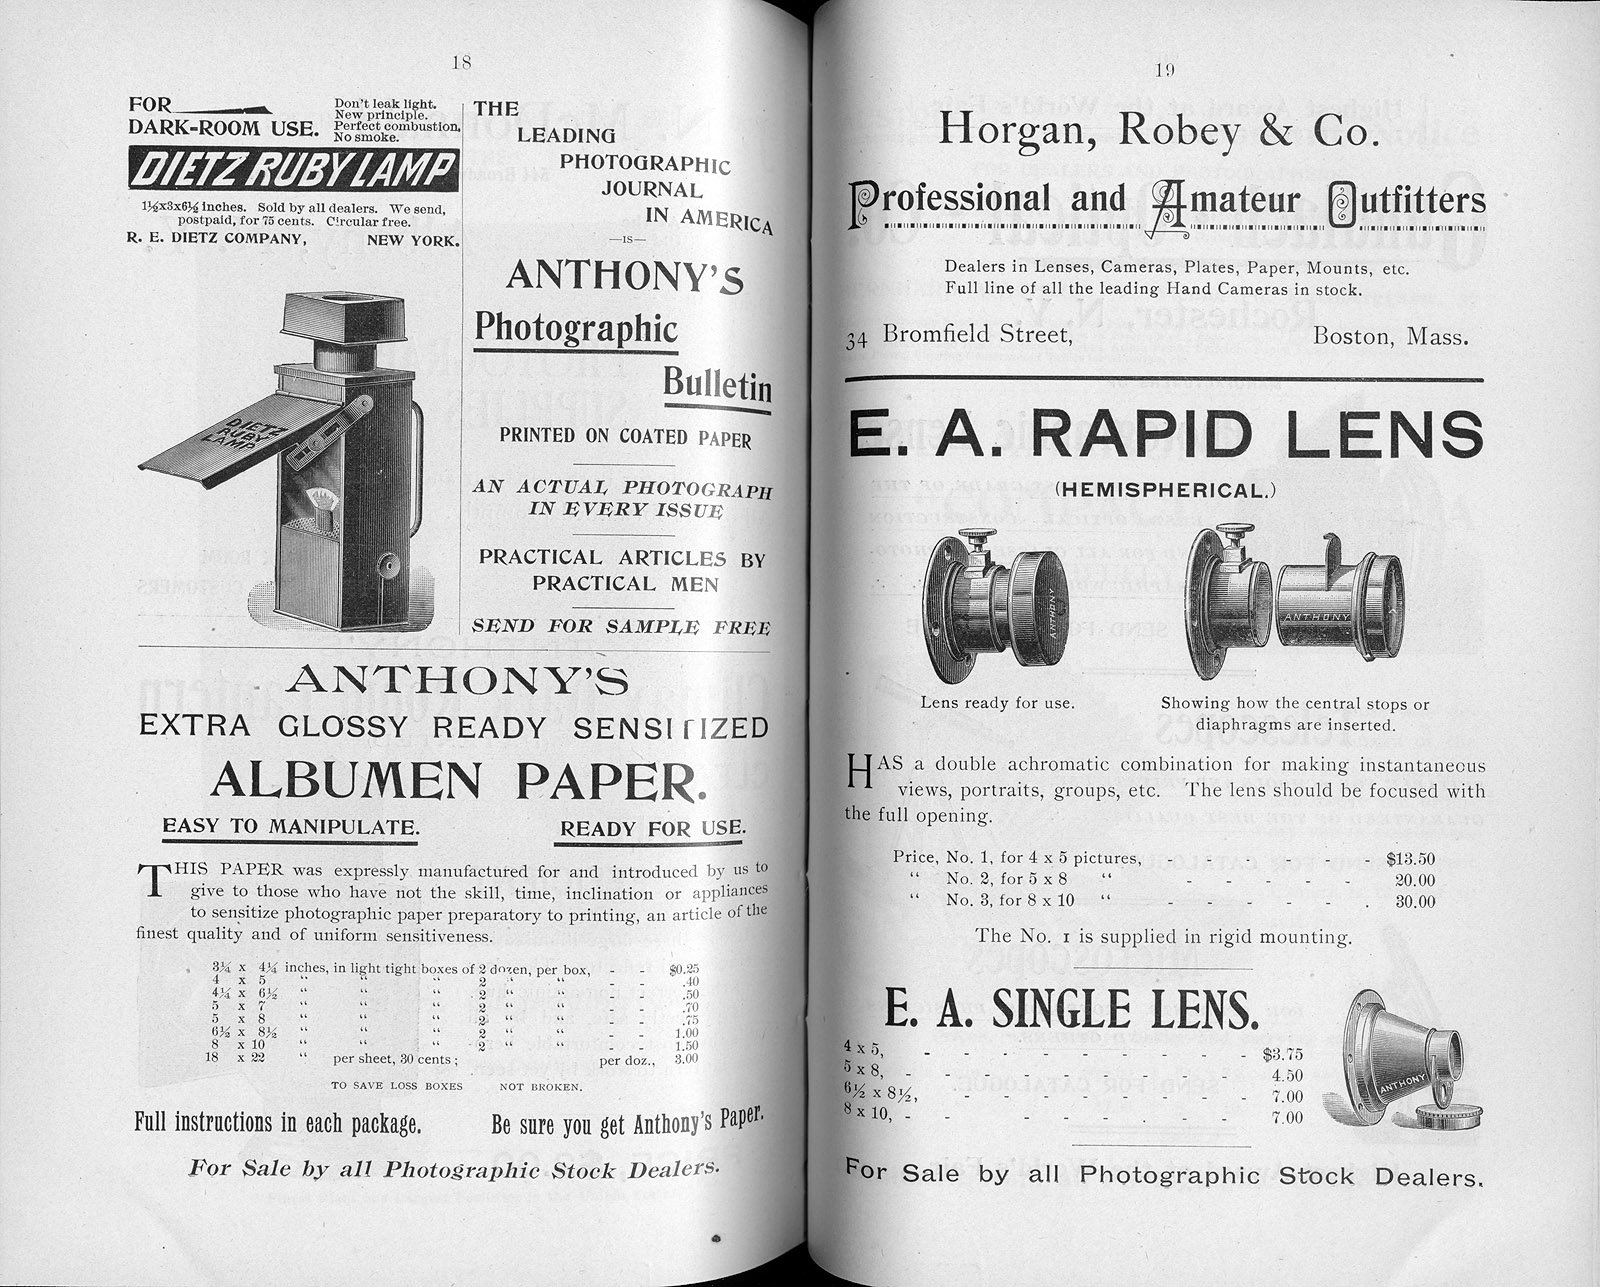 18
FOR
DARK-ROOM USE.
Don't leak light.
New principle.
Perfect combustion.
No smoke.
DIETZ RUBY LAMP
1½x3x6½ inches. Sold by all dealers. We send,
postpaid, for 75 cents. Circular free.
R. E. DIETZ COMPANY, NEW YORK.
DIETZ
RUBY
LAMP
THE
LEADING
PHOTOGRAPHIC
JOURNAL
IN AMERICA
—IS—
ANTHONY'S
Photographic
Bulletin
PRINTED ON COATED PAPER
AN ACTUAL PHOTOGRAPH
IN EVERY ISSUE
PRACTICAL ARTICLES BY
PRACTICAL MEN
SEND FOR SAMPLE FREE
ANTHONY'S
EXTRA GLOSSY READY SENSITIZED
ALBUMEN PAPER.
EASY TO MANIPULATE. READY FOR USE.
THIS PAPER was expressly manufactured for and introduced by us to
give to those who have not the skill, time, inclination or appliances
to sensitize photographic paper preparatory to printing, an article of the
finest quality and of uniform sensitiveness.
3¼ x 4¼ inches, in light tight boxes of 2 dozen, per box, - - $0.25
4 x 5 " " " 2 " " - - .40
4¼ x 6½ " " " 2 " " - - .50
5 x 7 " " " 2 " " - - .70
5 x 8 " " " 2 " " - - .75
6½ x 8½ " " " 2 " " - - 1.00
8 x 10 " " " 2 " " - - 1.50
18 x 22 " per sheet, 30 cents; per doz., 3.00
TO SAVE LOSS BOXES NOT BROKEN.
Full instructions in each package. Be sure you get Anthony's Paper.
For Sale by all Photographic Stock Dealers.
19
Horgan, Robey & Co.
Professional and Amateur Outfitters
Dealers in Lenses, Cameras, Plates, Paper, Mounts, etc.
Full line of all the leading Hand Cameras in stock.
34 Bromfield Street, Boston, Mass.
E. A. RAPID LENS
(HEMISPHERICAL.)
ANTHONY
ANTHONY
Lens ready for use.
Showing how the central stops or
diaphragms are inserted.
HAS a double achromatic combination for making instantaneous
views, portraits, groups, etc. The lens should be focused with
the full opening.
Price, No. 1, for 4 x 5 pictures, - - - - - - $13.50
" No. 2, for 5 x 8 " - - - - - 20.00
" No. 3, for 8 x 10 " - - - - - . 30.00
The No. 1 is supplied in rigid mounting.
E. A. SINGLE LENS.
4 x 5, - - - - - - - - - $3.75
5 x 8, - - - - - - - - - 4.50
6½ x 8½, - - - - - - - - 7.00
8 x 10, - - - - - . - - 7.00
ANTHONY
For Sale by all Photographic Stock Dealers.